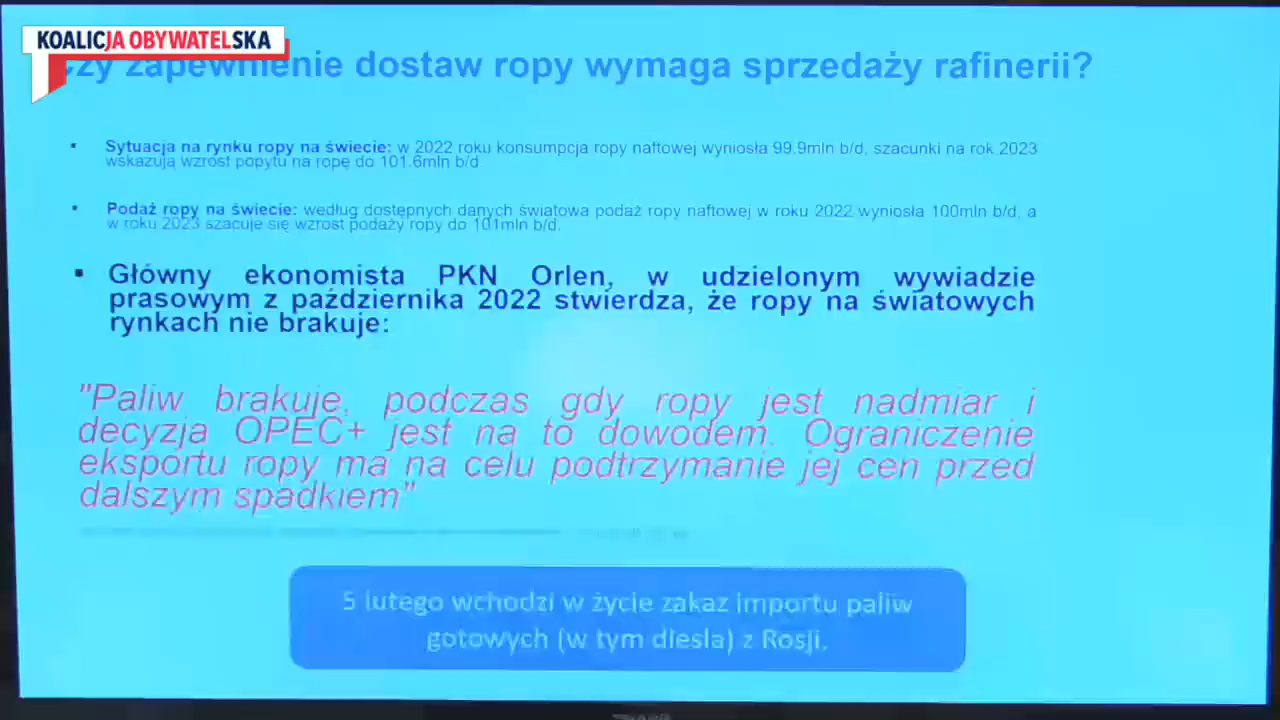 KOALICJA OBYWATELSKA
Czy zapewnienie dostaw ropy wymaga sprzedaży rafinerii?
▪ Sytuacja na rynku ropy na świecie: w 2022 roku konsumpcja ropy naftowej wyniosła 99.9mln b/d, szacunki na rok 2023
wskazują wzrost popytu na ropę do 101.6mln b/d
▪ Podaż ropy na świecie: według dostępnych danych światowa podaż ropy naftowej w roku 2022 wyniosła 100mln b/d, a
w roku 2023 szacuje się wzrost podaży ropy do 101mln b/d.
▪ Główny ekonomista PKN Orlen, w udzielonym wywiadzie
prasowym z października 2022 stwierdza, że ropy na światowych
rynkach nie brakuje:
"Paliw brakuje, podczas gdy ropy jest nadmiar i
decyzja OPEC+ jest na to dowodem. Ograniczenie
eksportu ropy ma na celu podtrzymanie jej cen przed
dalszym spadkiem"
5 lutego wchodzi w życie zakaz importu paliw
gotowych (w tym diesla) z Rosji.